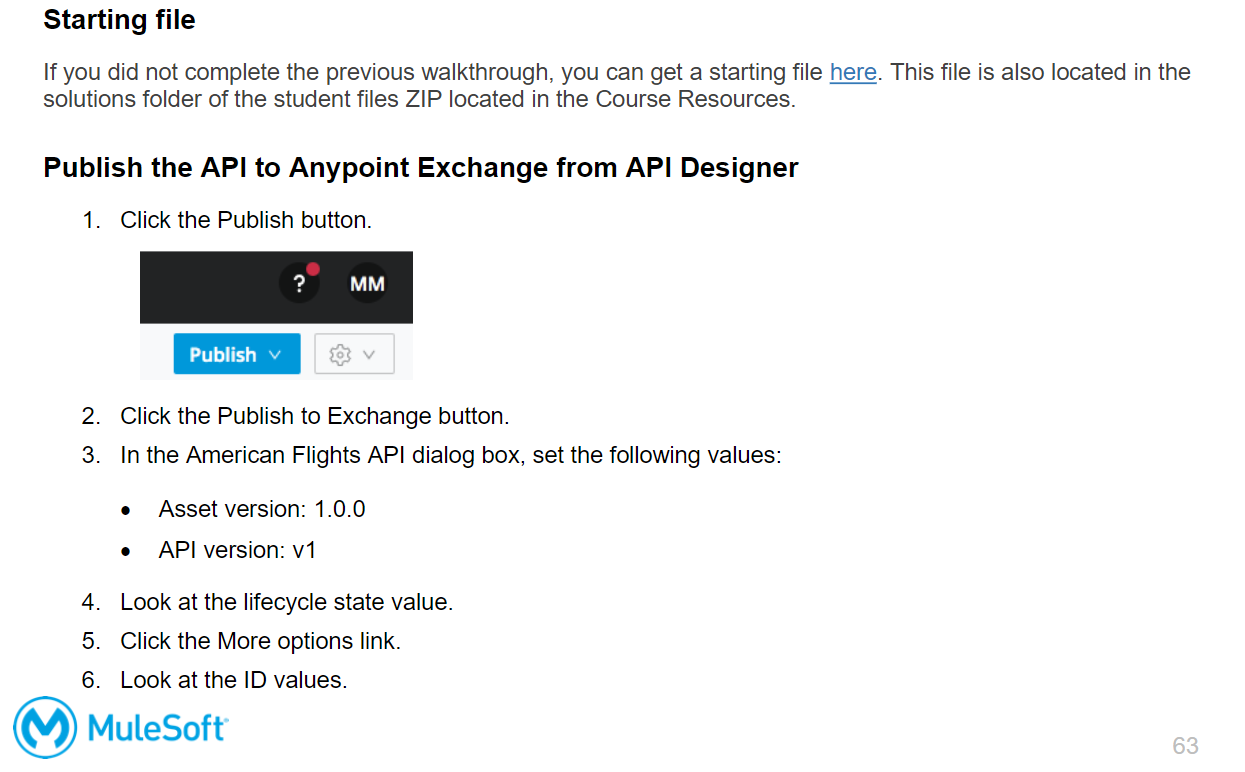 Starting file
If you did not complete the previous walkthrough, you can get a starting file here. This file is also located in the
solutions folder of the student files ZIP located in the Course Resources.
Publish the API to Anypoint Exchange from API Designer
1. Click the Publish button.
? MM
Publish
2. Click the Publish to Exchange button.
3. In the American Flights API dialog box, set the following values:
• Asset version: 1.0.0
• API version: v1
4. Look at the lifecycle state value.
5. Click the More options link.
6. Look at the ID values.
MuleSoft
63